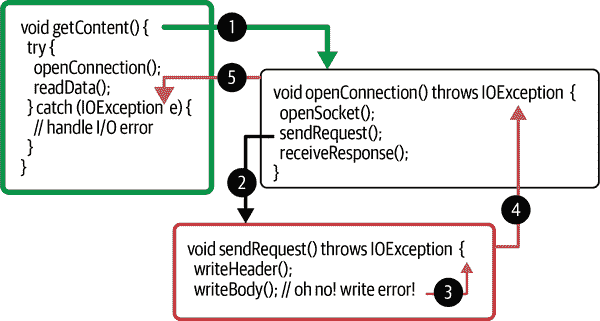 void getContent() {
try {
openConnection();
readData();
} catch (IOException e) {
// handle I/O error
}
}
1
5
void openConnection() throws IOException {
openSocket();
sendRequest();
receiveResponse();
}
2
4
void sendRequest() throws IOException {
writeHeader();
writeBody(); // oh no! write error!
3